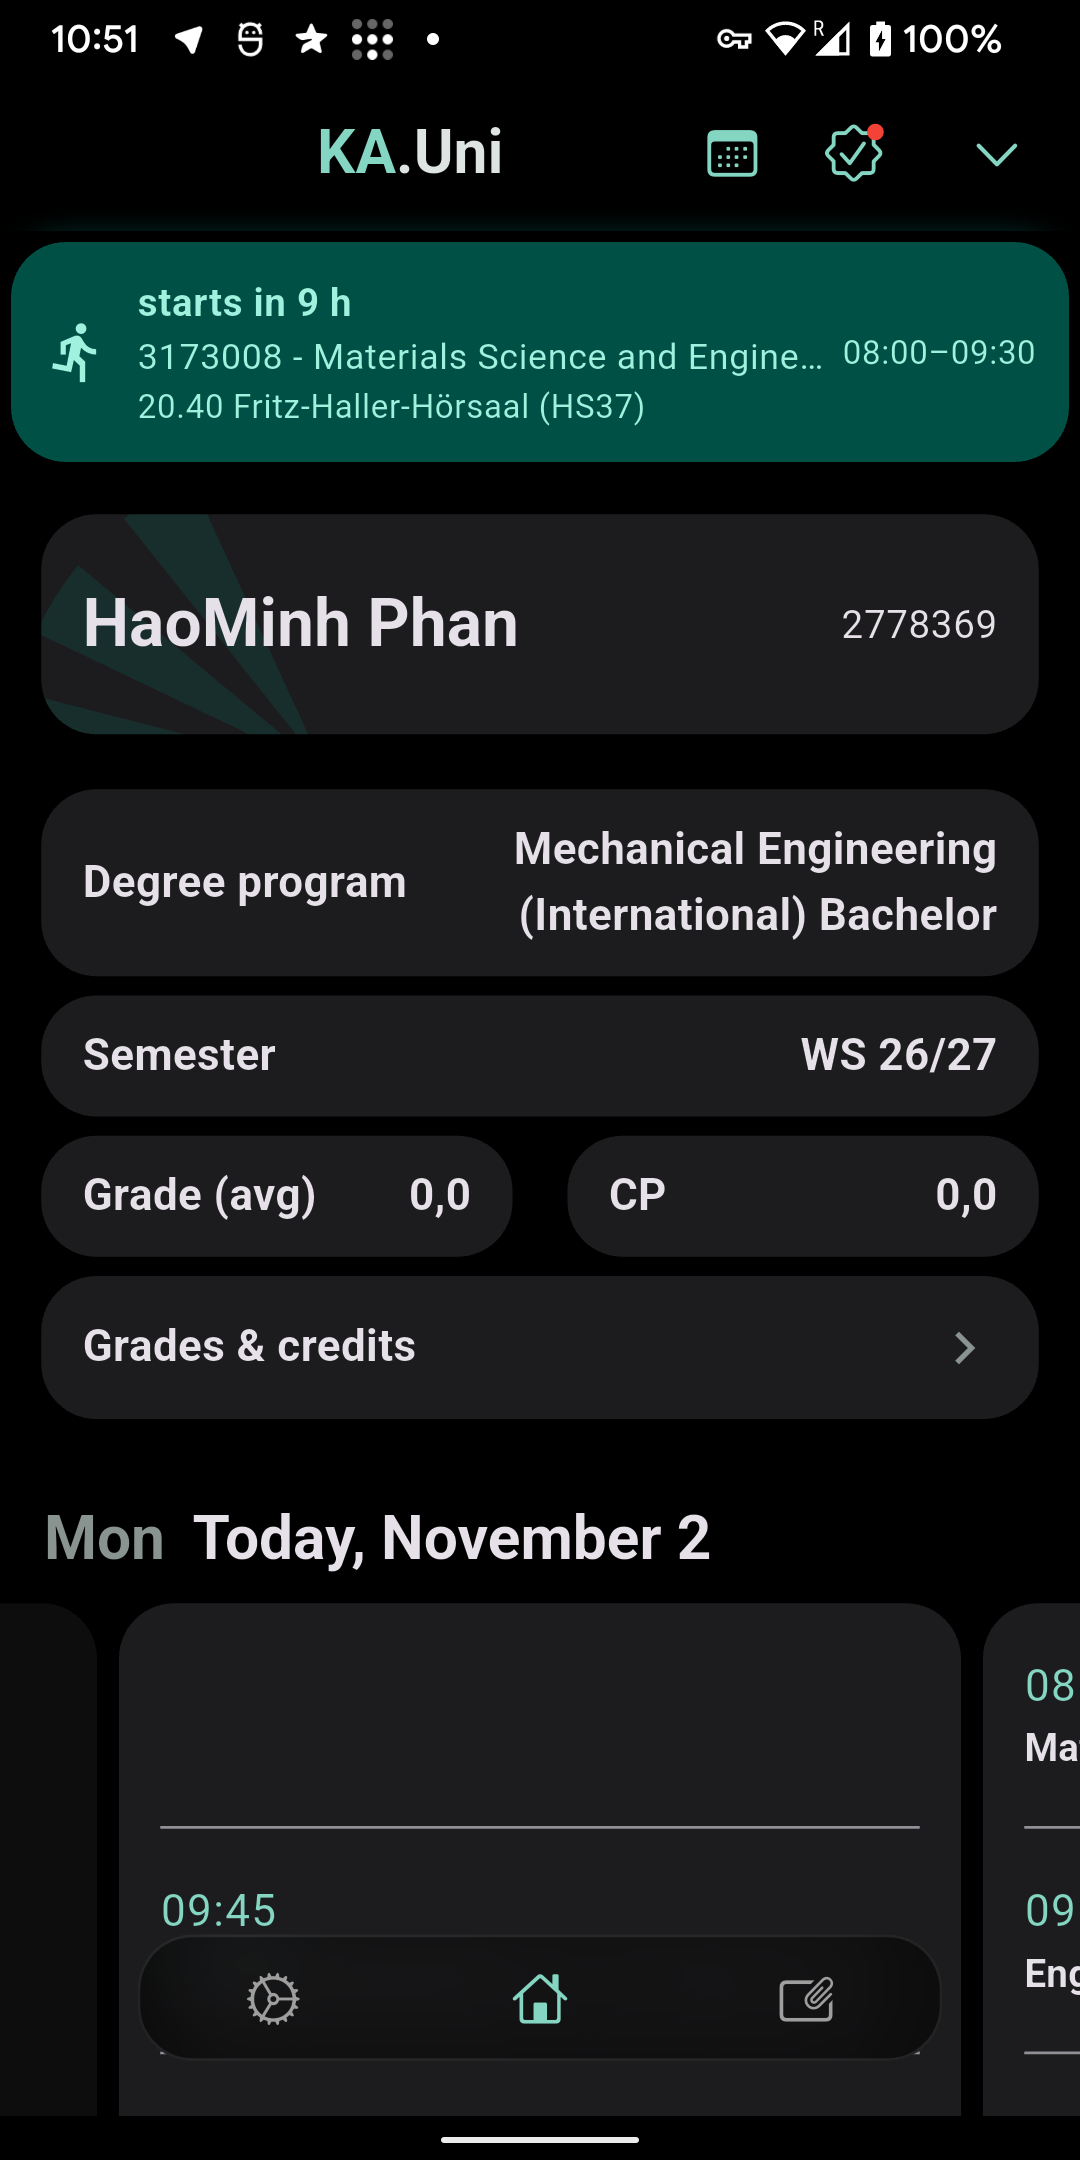 10:51
R
100%
KA.Uni
starts in 9 h
3173008 - Materials Science and Engine…
08:00–09:30
20.40 Fritz-Haller-Hörsaal (HS37)
HaoMinh Phan
2778369
Degree program
Mechanical Engineering
(International) Bachelor
Semester
WS 26/27
Grade (avg)
0,0
CP
0,0
Grades & credits
Mon Today, November 2
08
Ma
09:45
09
Eng